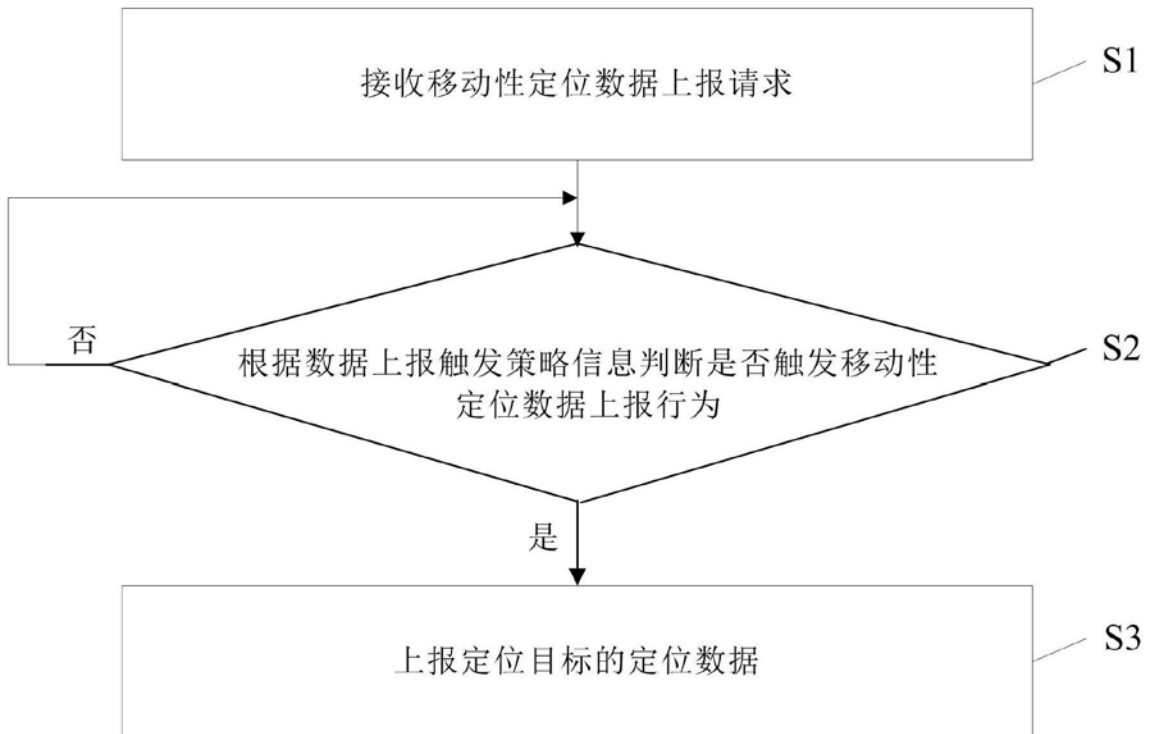 接收移动性定位数据上报请求
S1
否
根据数据上报触发策略信息判断是否触发移动性
定位数据上报行为
S2
是
上报定位目标的定位数据
S3